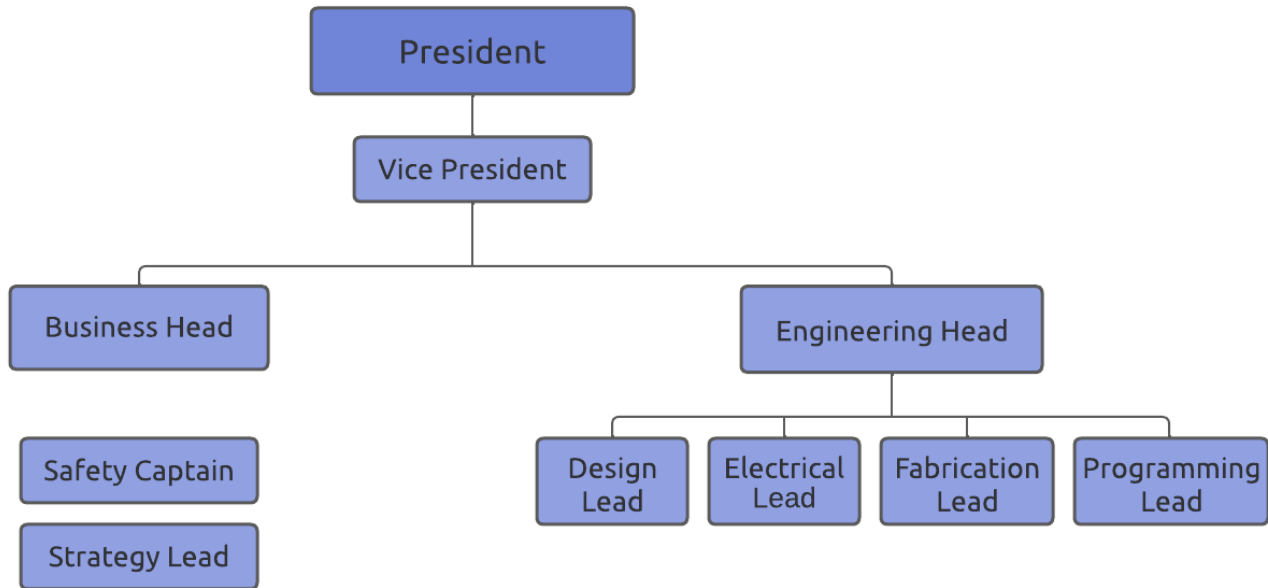 President
Vice President
Business Head
Engineering Head
Safety Captain
Strategy Lead
Design
Lead
Electrical
Lead
Fabrication
Lead
Programming
Lead